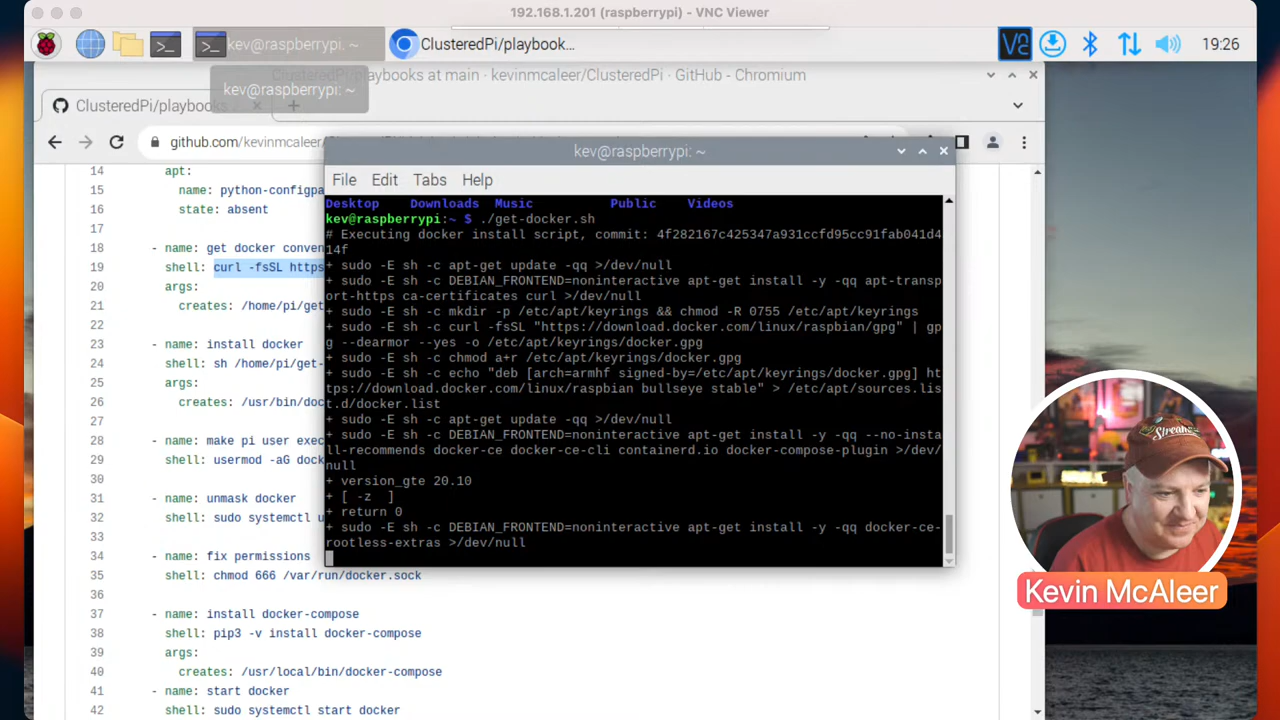 192.168.1.201 (raspberrypi) - VNC Viewer
kev@raspberrypi: ~
ClusteredPi/playbook...
19:26
ClusteredPi/playbooks at main · kevinmcaleer/ClusteredPi · GitHub - Chromium
kev@raspberrypi: ~
ClusteredPi/playbooks
github.com/kevinmcaleer/
kev@raspberrypi: ~
File Edit Tabs Help
14 apt:
15 name: python-configpa
16 state: absent
17
18 - name: get docker conven
19 shell: curl -fsSL https
20 args:
21 creates: /home/pi/get
22
23 - name: install docker
24 shell: sh /home/pi/get-
25 args:
26 creates: /usr/bin/doc
27
28 - name: make pi user exec
29 shell: usermod -aG dock
30
31 - name: unmask docker
32 shell: sudo systemctl u
33
34 - name: fix permissions
35 shell: chmod 666 /var/run/docker.sock
36
37 - name: install docker-compose
38 shell: pip3 -v install docker-compose
39 args:
40 creates: /usr/local/bin/docker-compose
41 - name: start docker
42 shell: sudo systemctl start docker
Desktop Downloads Music Public Videos
kev@raspberrypi:~ $ ./get-docker.sh
# Executing docker install script, commit: 4f282167c425347a931ccfd95cc91fab041d4
14f
+ sudo -E sh -c apt-get update -qq >/dev/null
+ sudo -E sh -c DEBIAN_FRONTEND=noninteractive apt-get install -y -qq apt-transp
ort-https ca-certificates curl >/dev/null
+ sudo -E sh -c mkdir -p /etc/apt/keyrings && chmod -R 0755 /etc/apt/keyrings
+ sudo -E sh -c curl -fsSL "https://download.docker.com/linux/raspbian/gpg" | gp
g --dearmor --yes -o /etc/apt/keyrings/docker.gpg
+ sudo -E sh -c chmod a+r /etc/apt/keyrings/docker.gpg
+ sudo -E sh -c echo "deb [arch=armhf signed-by=/etc/apt/keyrings/docker.gpg] ht
tps://download.docker.com/linux/raspbian bullseye stable" > /etc/apt/sources.lis
t.d/docker.list
+ sudo -E sh -c apt-get update -qq >/dev/null
+ sudo -E sh -c DEBIAN_FRONTEND=noninteractive apt-get install -y -qq --no-insta
ll-recommends docker-ce docker-ce-cli containerd.io docker-compose-plugin >/dev/
null
+ version_gte 20.10
+ [ -z  ]
+ return 0
+ sudo -E sh -c DEBIAN_FRONTEND=noninteractive apt-get install -y -qq docker-ce-
rootless-extras >/dev/null
Streaks
Kevin McAleer